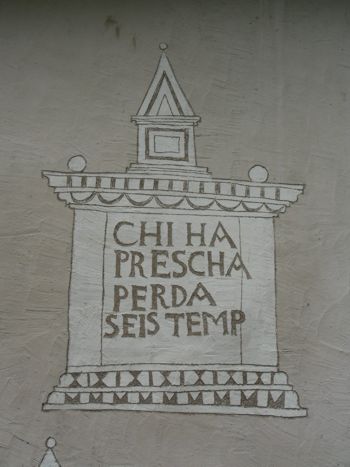 CHI HA
PRESCHA
PERDA
SEIS TEMP